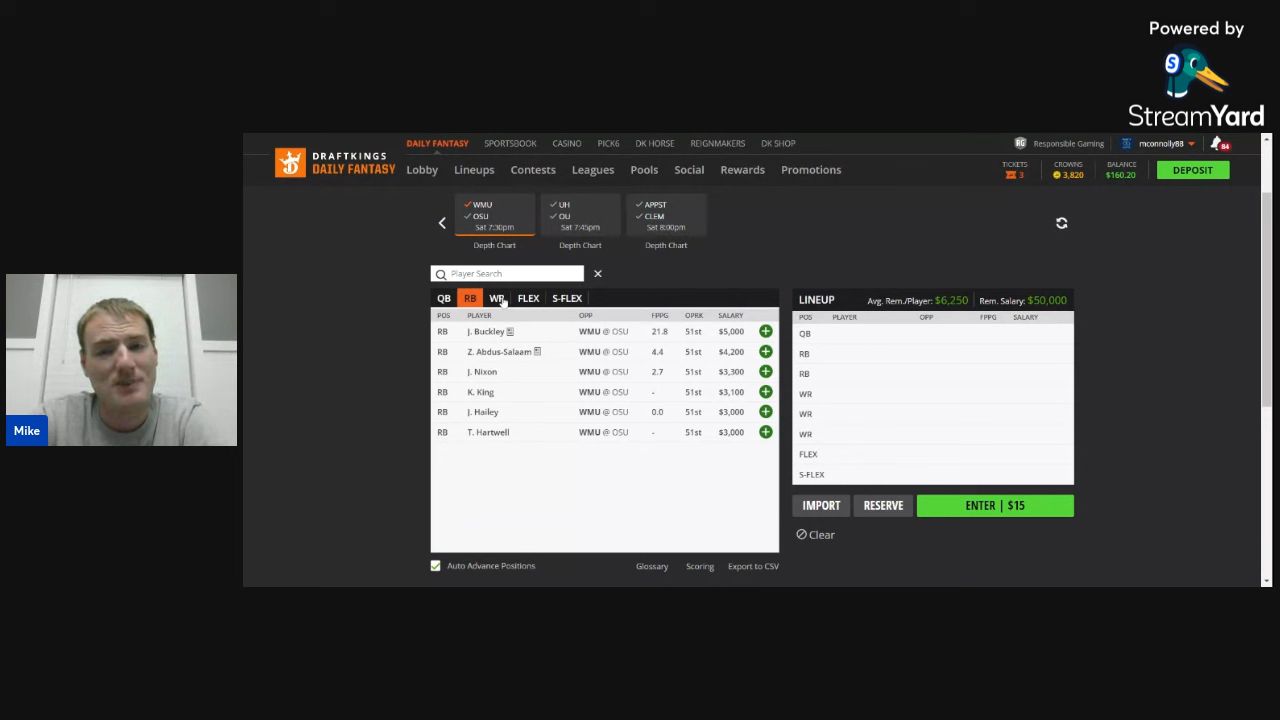 Powered by
S
StreamYard
DAILY FANTASY SPORTSBOOK CASINO PICK6 DK HORSE REIGNMAKERS DK SHOP
RG Responsible Gaming mconnolly88 84
DRAFTKINGS
DAILY FANTASY
Lobby Lineups Contests Leagues Pools Social Rewards Promotions
TICKETS CROWNS BALANCE
3 3,820 $160.20
DEPOSIT
WMU UH APPST
OSU OU CLEM
Sat 7:30pm Sat 7:45pm Sat 8:00pm
Depth Chart Depth Chart Depth Chart
Player Search
QB RB WR FLEX S-FLEX
POS PLAYER OPP FPPG OPRK SALARY
RB J. Buckley WMU @ OSU 21.8 51st $5,000
RB Z. Abdus-Salaam WMU @ OSU 4.4 51st $4,200
RB J. Nixon WMU @ OSU 2.7 51st $3,300
RB K. King WMU @ OSU - 51st $3,100
RB J. Hailey WMU @ OSU 0.0 51st $3,000
RB T. Hartwell WMU @ OSU - 51st $3,000
Auto Advance Positions Glossary Scoring Export to CSV
LINEUP Avg. Rem./Player: $6,250 Rem. Salary: $50,000
POS PLAYER OPP FPPG SALARY
QB
RB
RB
WR
WR
WR
FLEX
S-FLEX
IMPORT RESERVE ENTER | $15
Clear
Mike